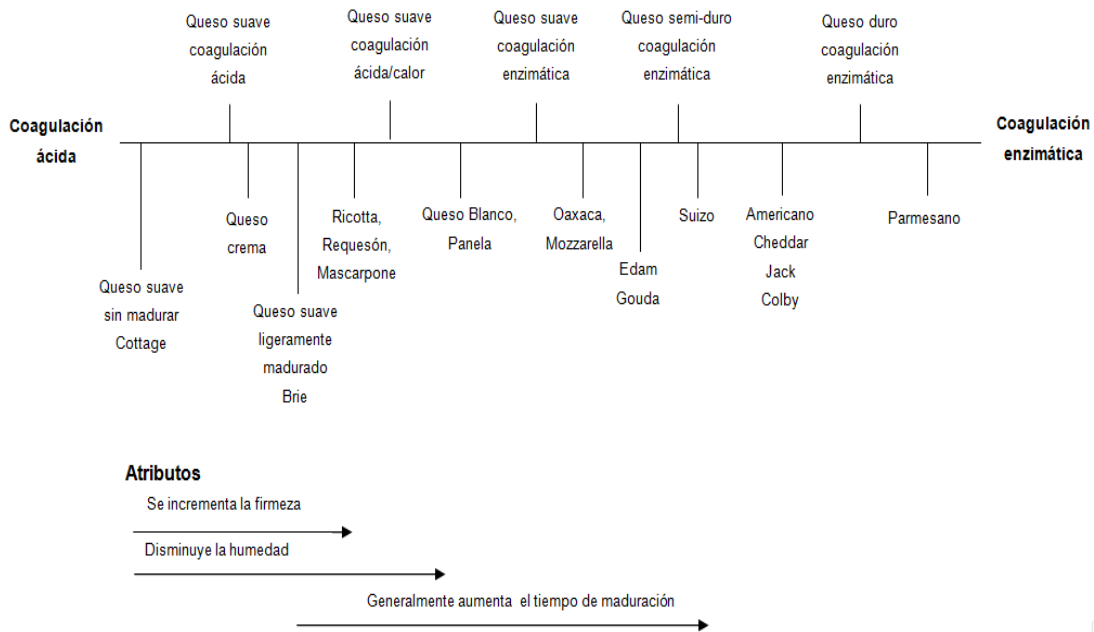 Queso suave
coagulación
ácida
Queso suave
coagulación
ácida/calor
Queso suave
coagulación
enzimática
Queso semi-duro
coagulación
enzimática
Queso duro
coagulación
enzimática
Coagulación
ácida
Coagulación
enzimática
Queso suave
sin madurar
Cottage
Queso
crema
Queso suave
ligeramente
madurado
Brie
Ricotta,
Requesón,
Mascarpone
Queso Blanco,
Panela
Oaxaca,
Mozzarella
Edam
Gouda
Suizo
Americano
Cheddar
Jack
Colby
Parmesano
Atributos
Se incrementa la firmeza
Disminuye la humedad
Generalmente aumenta el tiempo de maduración